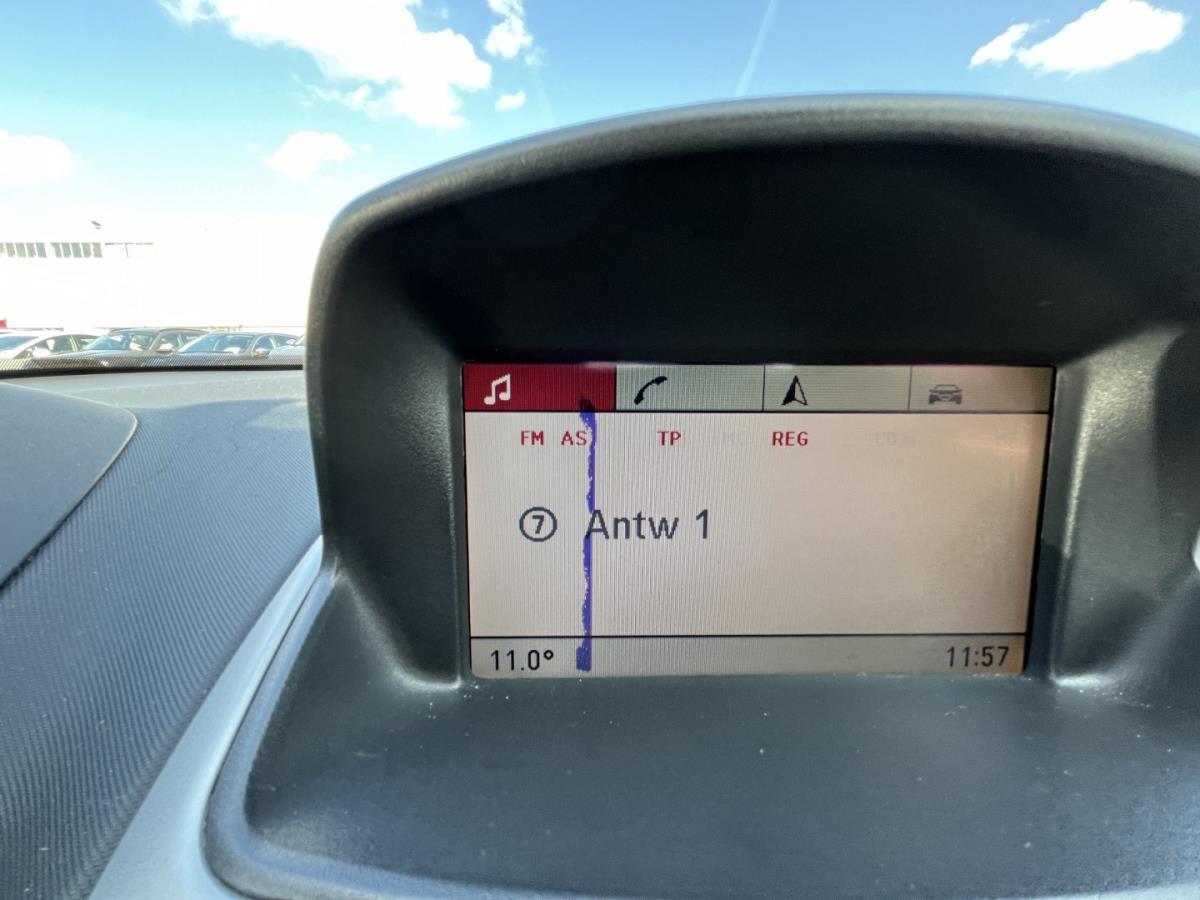 FM AS TP REG
7 Antw 1
11.0° 11:57